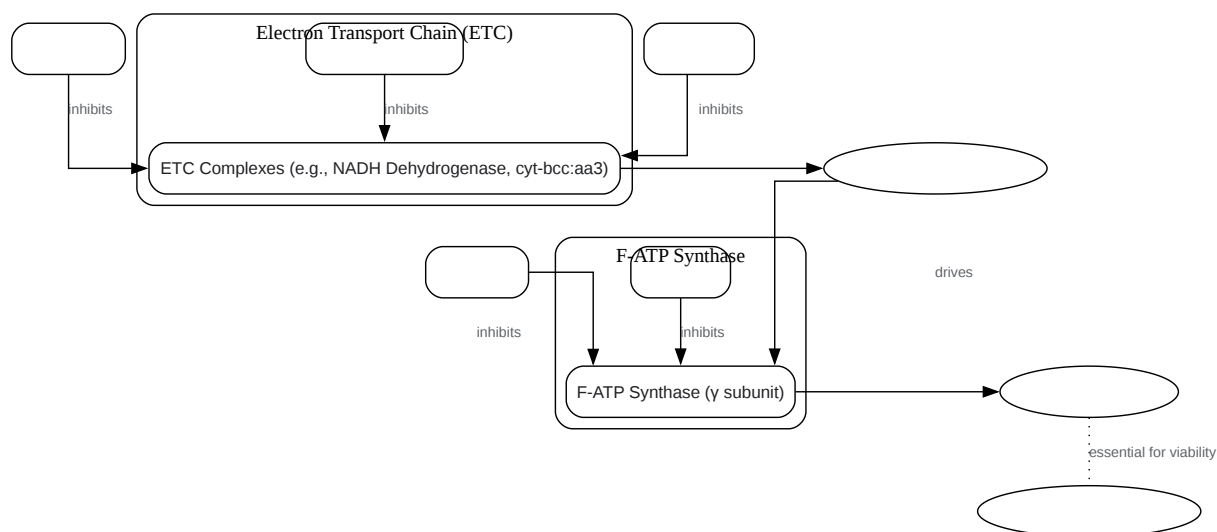 Electron Transport Chain (ETC)
inhibits
inhibits
inhibits
ETC Complexes (e.g., NADH Dehydrogenase, cyt-bcc:aa3)
F-ATP Synthase
drives
inhibits
inhibits
F-ATP Synthase (γ subunit)
essential for viability